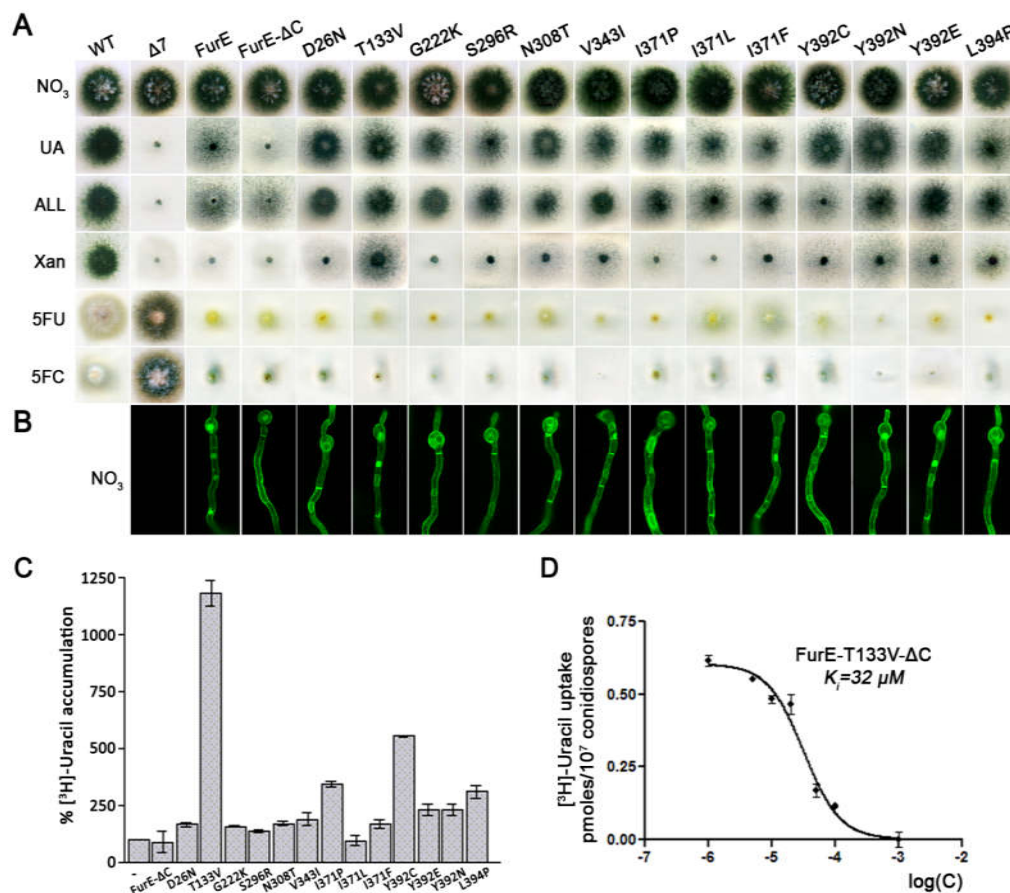 A
WT Δ7 FurE FurE-ΔC D26N T133V G222K S296R N308T V343I I371P I371L I371F Y392C Y392N Y392E L394P
NO3
UA
ALL
Xan
5FU
5FC
B
NO3
C
% [³H]-Uracil accumulation
1250
1000
750
500
250
0
- FurE-ΔC D26N T133V G222K S296R N308T V343I I371P I371L I371F Y392C Y392E Y392N L394P
D
[³H]-Uracil uptake
pmoles/10⁷ conidiospores
0.75
0.50
0.25
0.00
FurE-T133V-ΔC
Ki=32 μM
-7 -6 -5 -4 -3 -2
log(C)